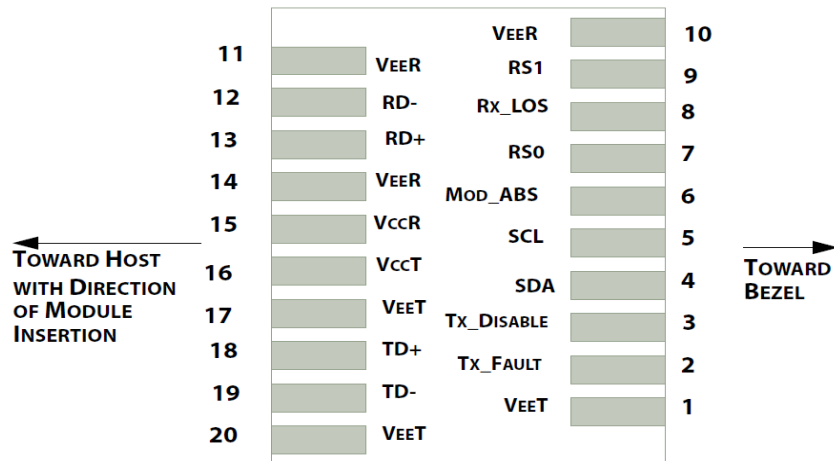 11 VEER
12 RD-
13 RD+
14 VEER
15 VCCR
16 VCCT
17 VEET
18 TD+
19 TD-
20 VEET
VEER 10
RS1 9
RX_LOS 8
RS0 7
MOD_ABS 6
SCL 5
SDA 4
TX_DISABLE 3
TX_FAULT 2
VEET 1
TOWARD HOST
WITH DIRECTION
OF MODULE
INSERTION
TOWARD
BEZEL